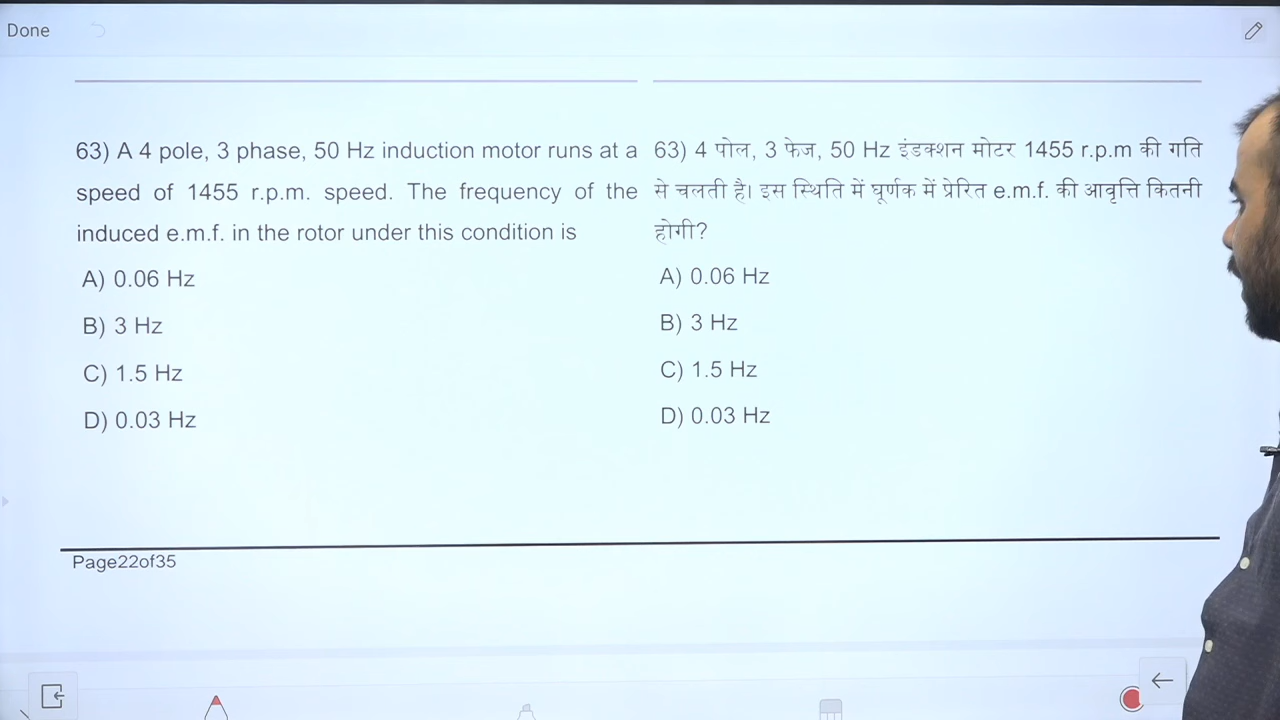 Done
63) A 4 pole, 3 phase, 50 Hz induction motor runs at a
speed of 1455 r.p.m. speed. The frequency of the
induced e.m.f. in the rotor under this condition is
A) 0.06 Hz
B) 3 Hz
C) 1.5 Hz
D) 0.03 Hz
63) 4 पोल, 3 फेज, 50 Hz इंडक्शन मोटर 1455 r.p.m की गति
से चलती है। इस स्थिति में घूर्णक में प्रेरित e.m.f. की आवृत्ति कितनी
होगी?
A) 0.06 Hz
B) 3 Hz
C) 1.5 Hz
D) 0.03 Hz
Page22of35